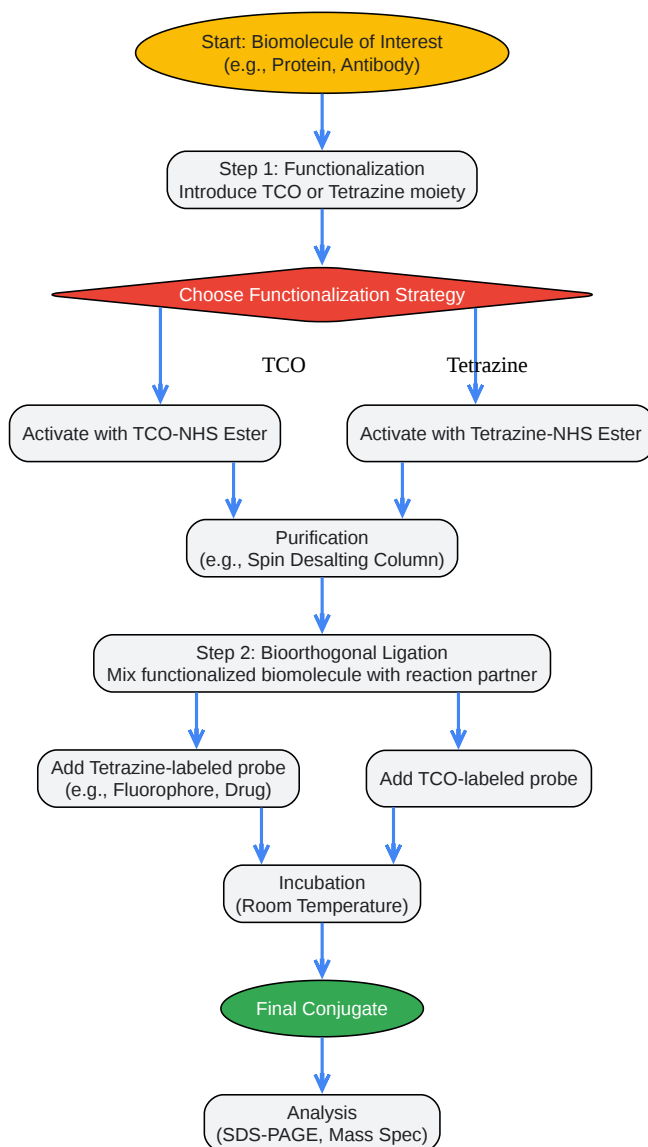 Start: Biomolecule of Interest
(e.g., Protein, Antibody)
Step 1: Functionalization
Introduce TCO or Tetrazine moiety
Choose Functionalization Strategy
TCO
Tetrazine
Activate with TCO-NHS Ester
Activate with Tetrazine-NHS Ester
Purification
(e.g., Spin Desalting Column)
Step 2: Bioorthogonal Ligation
Mix functionalized biomolecule with reaction partner
Add Tetrazine-labeled probe
(e.g., Fluorophore, Drug)
Add TCO-labeled probe
Incubation
(Room Temperature)
Final Conjugate
Analysis
(SDS-PAGE, Mass Spec)